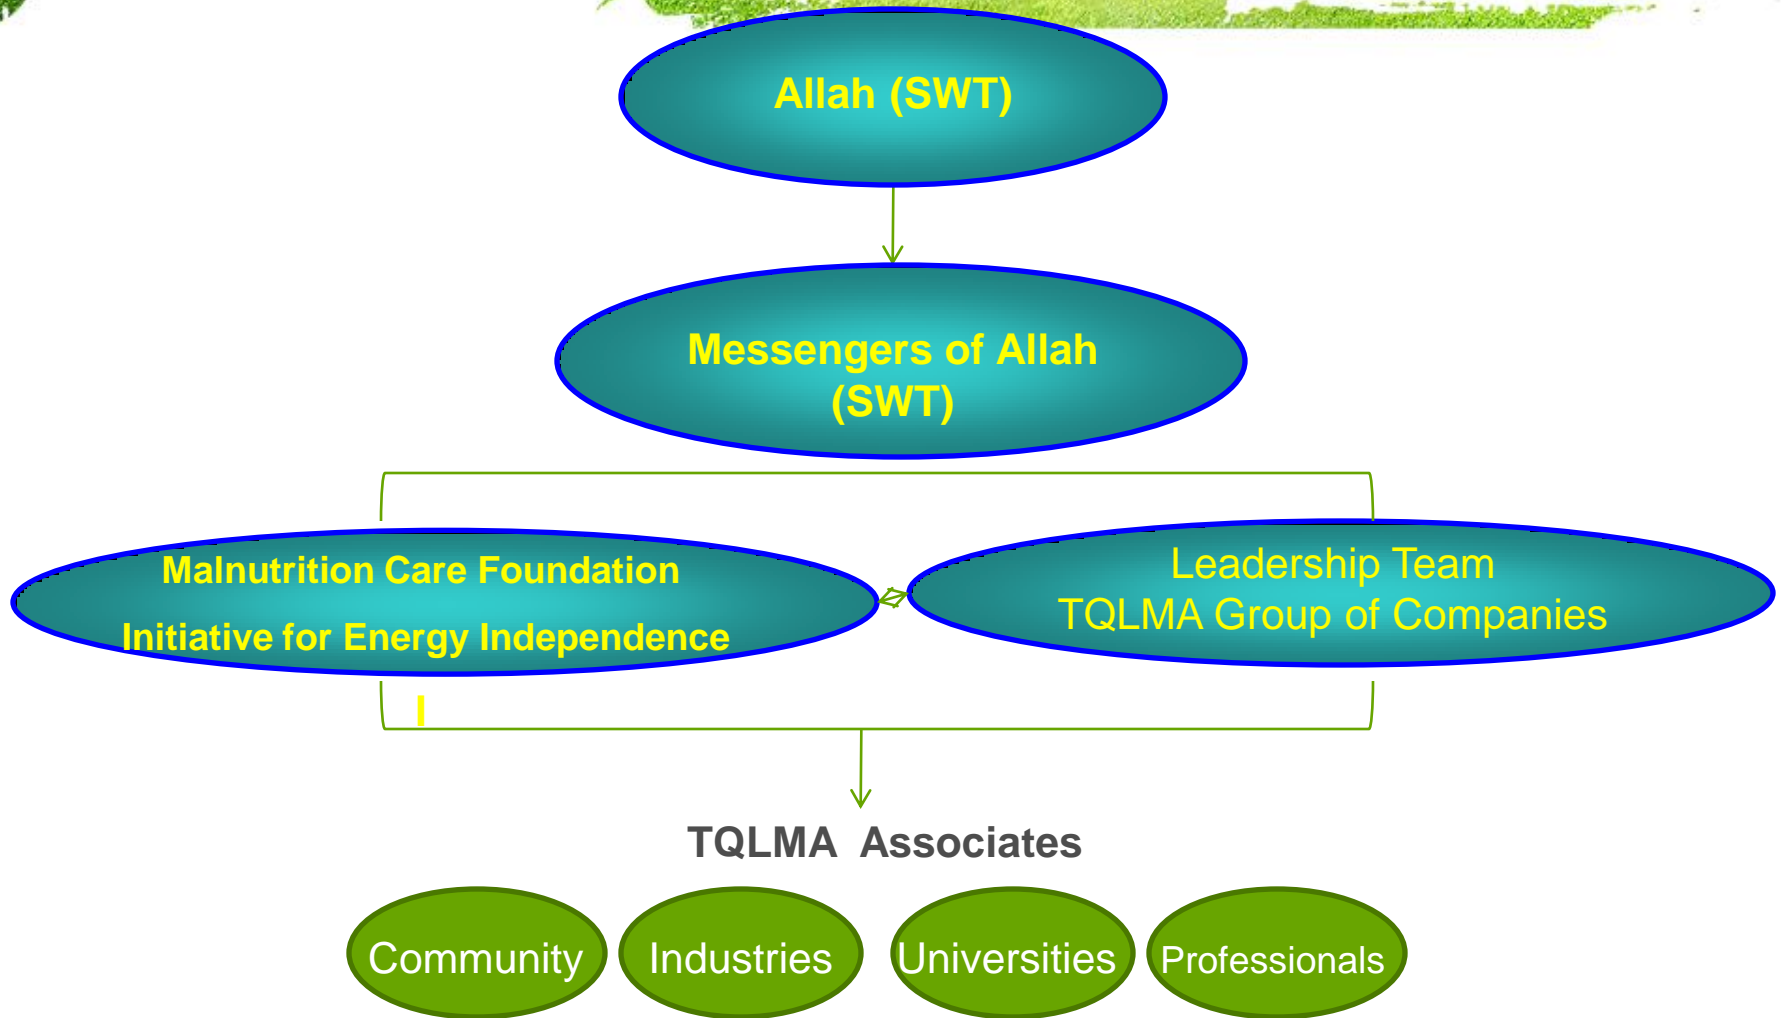 Allah (SWT)
Messengers of Allah
(SWT)
Malnutrition Care Foundation
Initiative for Energy Independence
I
Leadership Team
TQLMA Group of Companies
TQLMA Associates
Community
Industries
Universities
Professionals